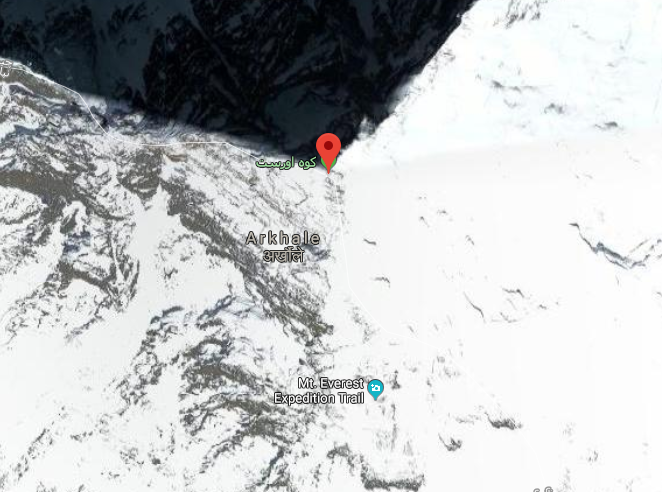 کوه اورست
Arkhale
अर्खाले
Mt. Everest
Expedition Trail